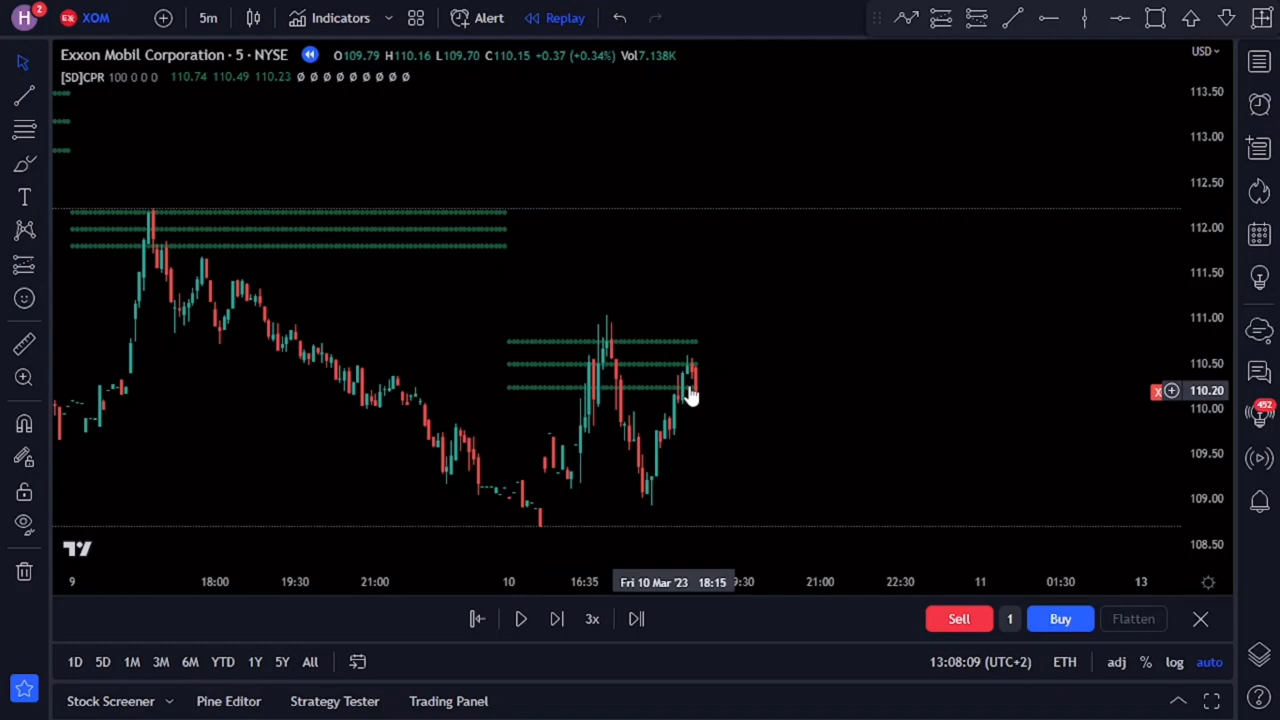 H 2 XOM 5m Indicators Alert Replay
Exxon Mobil Corporation · 5 · NYSE O109.79 H110.16 L109.70 C110.15 +0.37 (+0.34%) Vol7.138K USD
[SD]CPR 100 0 0 0 110.74 110.49 110.23 Ø Ø Ø Ø Ø Ø Ø Ø Ø
113.50
113.00
112.50
112.00
111.50
111.00
110.50
X 110.20
110.00
452
109.50
109.00
108.50
9 18:00 19:30 21:00 10 16:35 Fri 10 Mar '23 18:15 9:30 21:00 22:30 11 01:30 13
3x Sell 1 Buy Flatten
1D 5D 1M 3M 6M YTD 1Y 5Y All 13:08:09 (UTC+2) ETH adj % log auto
Stock Screener Pine Editor Strategy Tester Trading Panel